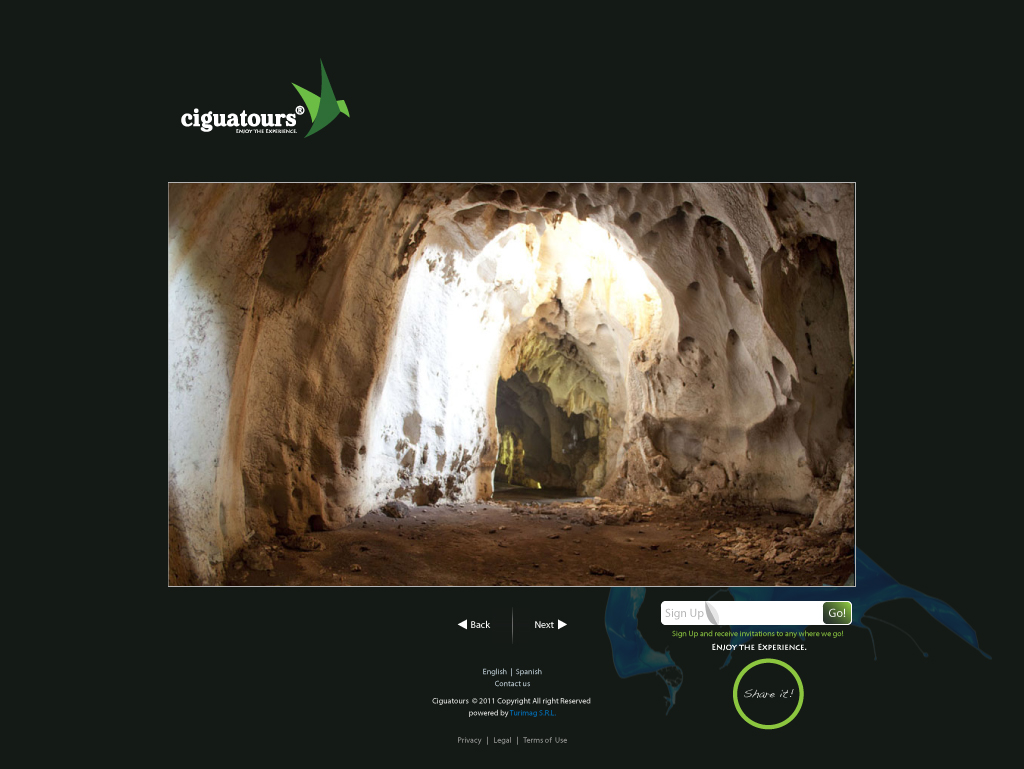 ciguatours®
Enjoy the Experience.
Back
Next
Sign Up
Go!
Sign Up and receive invitations to any where we go!
Enjoy the Experience.
Share it!
English | Spanish
Contact us
Ciguatours © 2011 Copyright All right Reserved
powered by Turimag S.R.L.
Privacy | Legal | Terms of Use